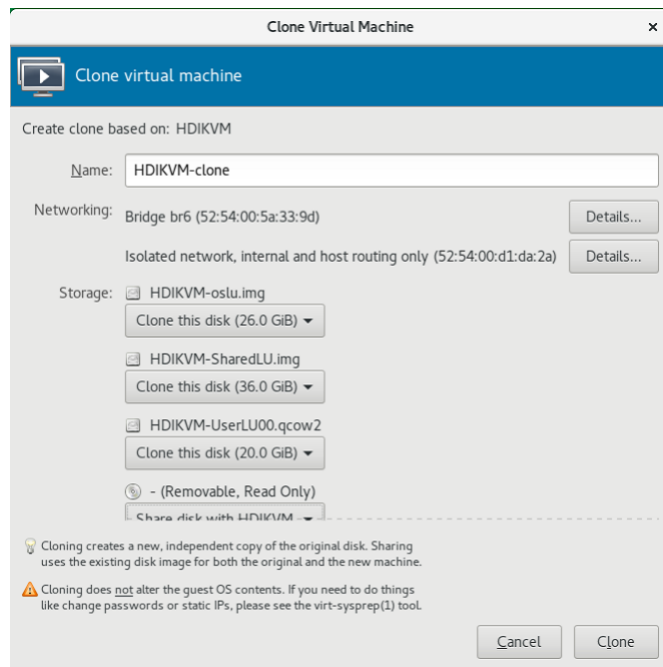 Clone Virtual Machine
Clone virtual machine
Create clone based on: HDIKVM
Name: HDIKVM-clone
Networking: Bridge br6 (52:54:00:5a:33:9d) Details...
Isolated network, internal and host routing only (52:54:00:d1:da:2a) Details...
Storage: HDIKVM-oslu.img
Clone this disk (26.0 GiB)
HDIKVM-SharedLU.img
Clone this disk (36.0 GiB)
HDIKVM-UserLU00.qcow2
Clone this disk (20.0 GiB)
- (Removable, Read Only)
Share disk with HDIKVM
Cloning creates a new, independent copy of the original disk. Sharing
uses the existing disk image for both the original and the new machine.
Cloning does not alter the guest OS contents. If you need to do things
like change passwords or static IPs, please see the virt-sysprep(1) tool.
Cancel Clone